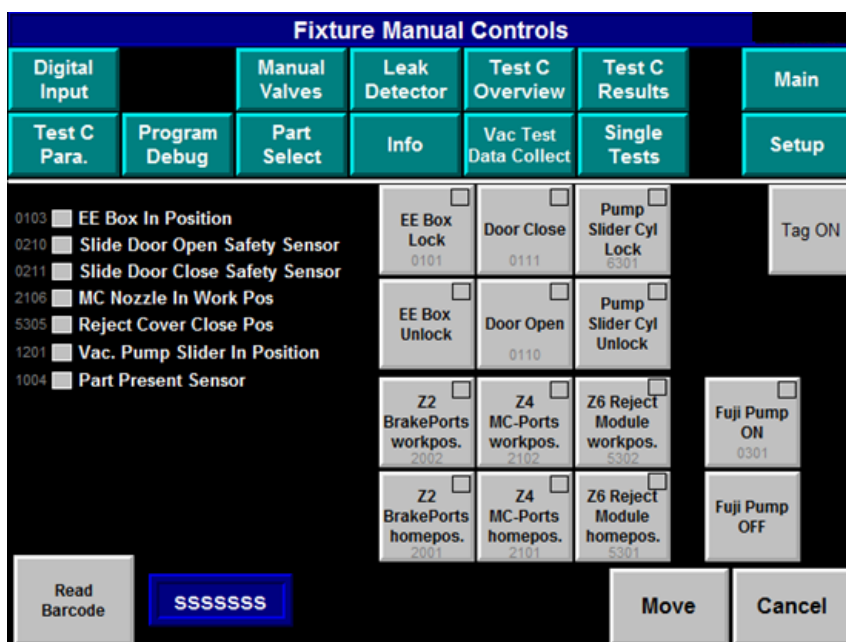 Fixture Manual Controls
Digital
Input
Manual
Valves
Leak
Detector
Test C
Overview
Test C
Results
Main
Test C
Para.
Program
Debug
Part
Select
Info
Vac Test
Data Collect
Single
Tests
Setup
0103 EE Box In Position
0210 Slide Door Open Safety Sensor
0211 Slide Door Close Safety Sensor
2106 MC Nozzle In Work Pos
5305 Reject Cover Close Pos
1201 Vac. Pump Slider In Position
1004 Part Present Sensor
EE Box
Lock
0101
Door Close
0111
Pump
Slider Cyl
Lock
6301
Tag ON
EE Box
Unlock
Door Open
0110
Pump
Slider Cyl
Unlock
Z2
BrakePorts
workpos.
2002
Z4
MC-Ports
workpos.
2102
Z6 Reject
Module
workpos.
5302
Fuji Pump
ON
0301
Z2
BrakePorts
homepos.
2001
Z4
MC-Ports
homepos.
2101
Z6 Reject
Module
homepos.
5301
Fuji Pump
OFF
Read
Barcode
SSSSSSS
Move
Cancel